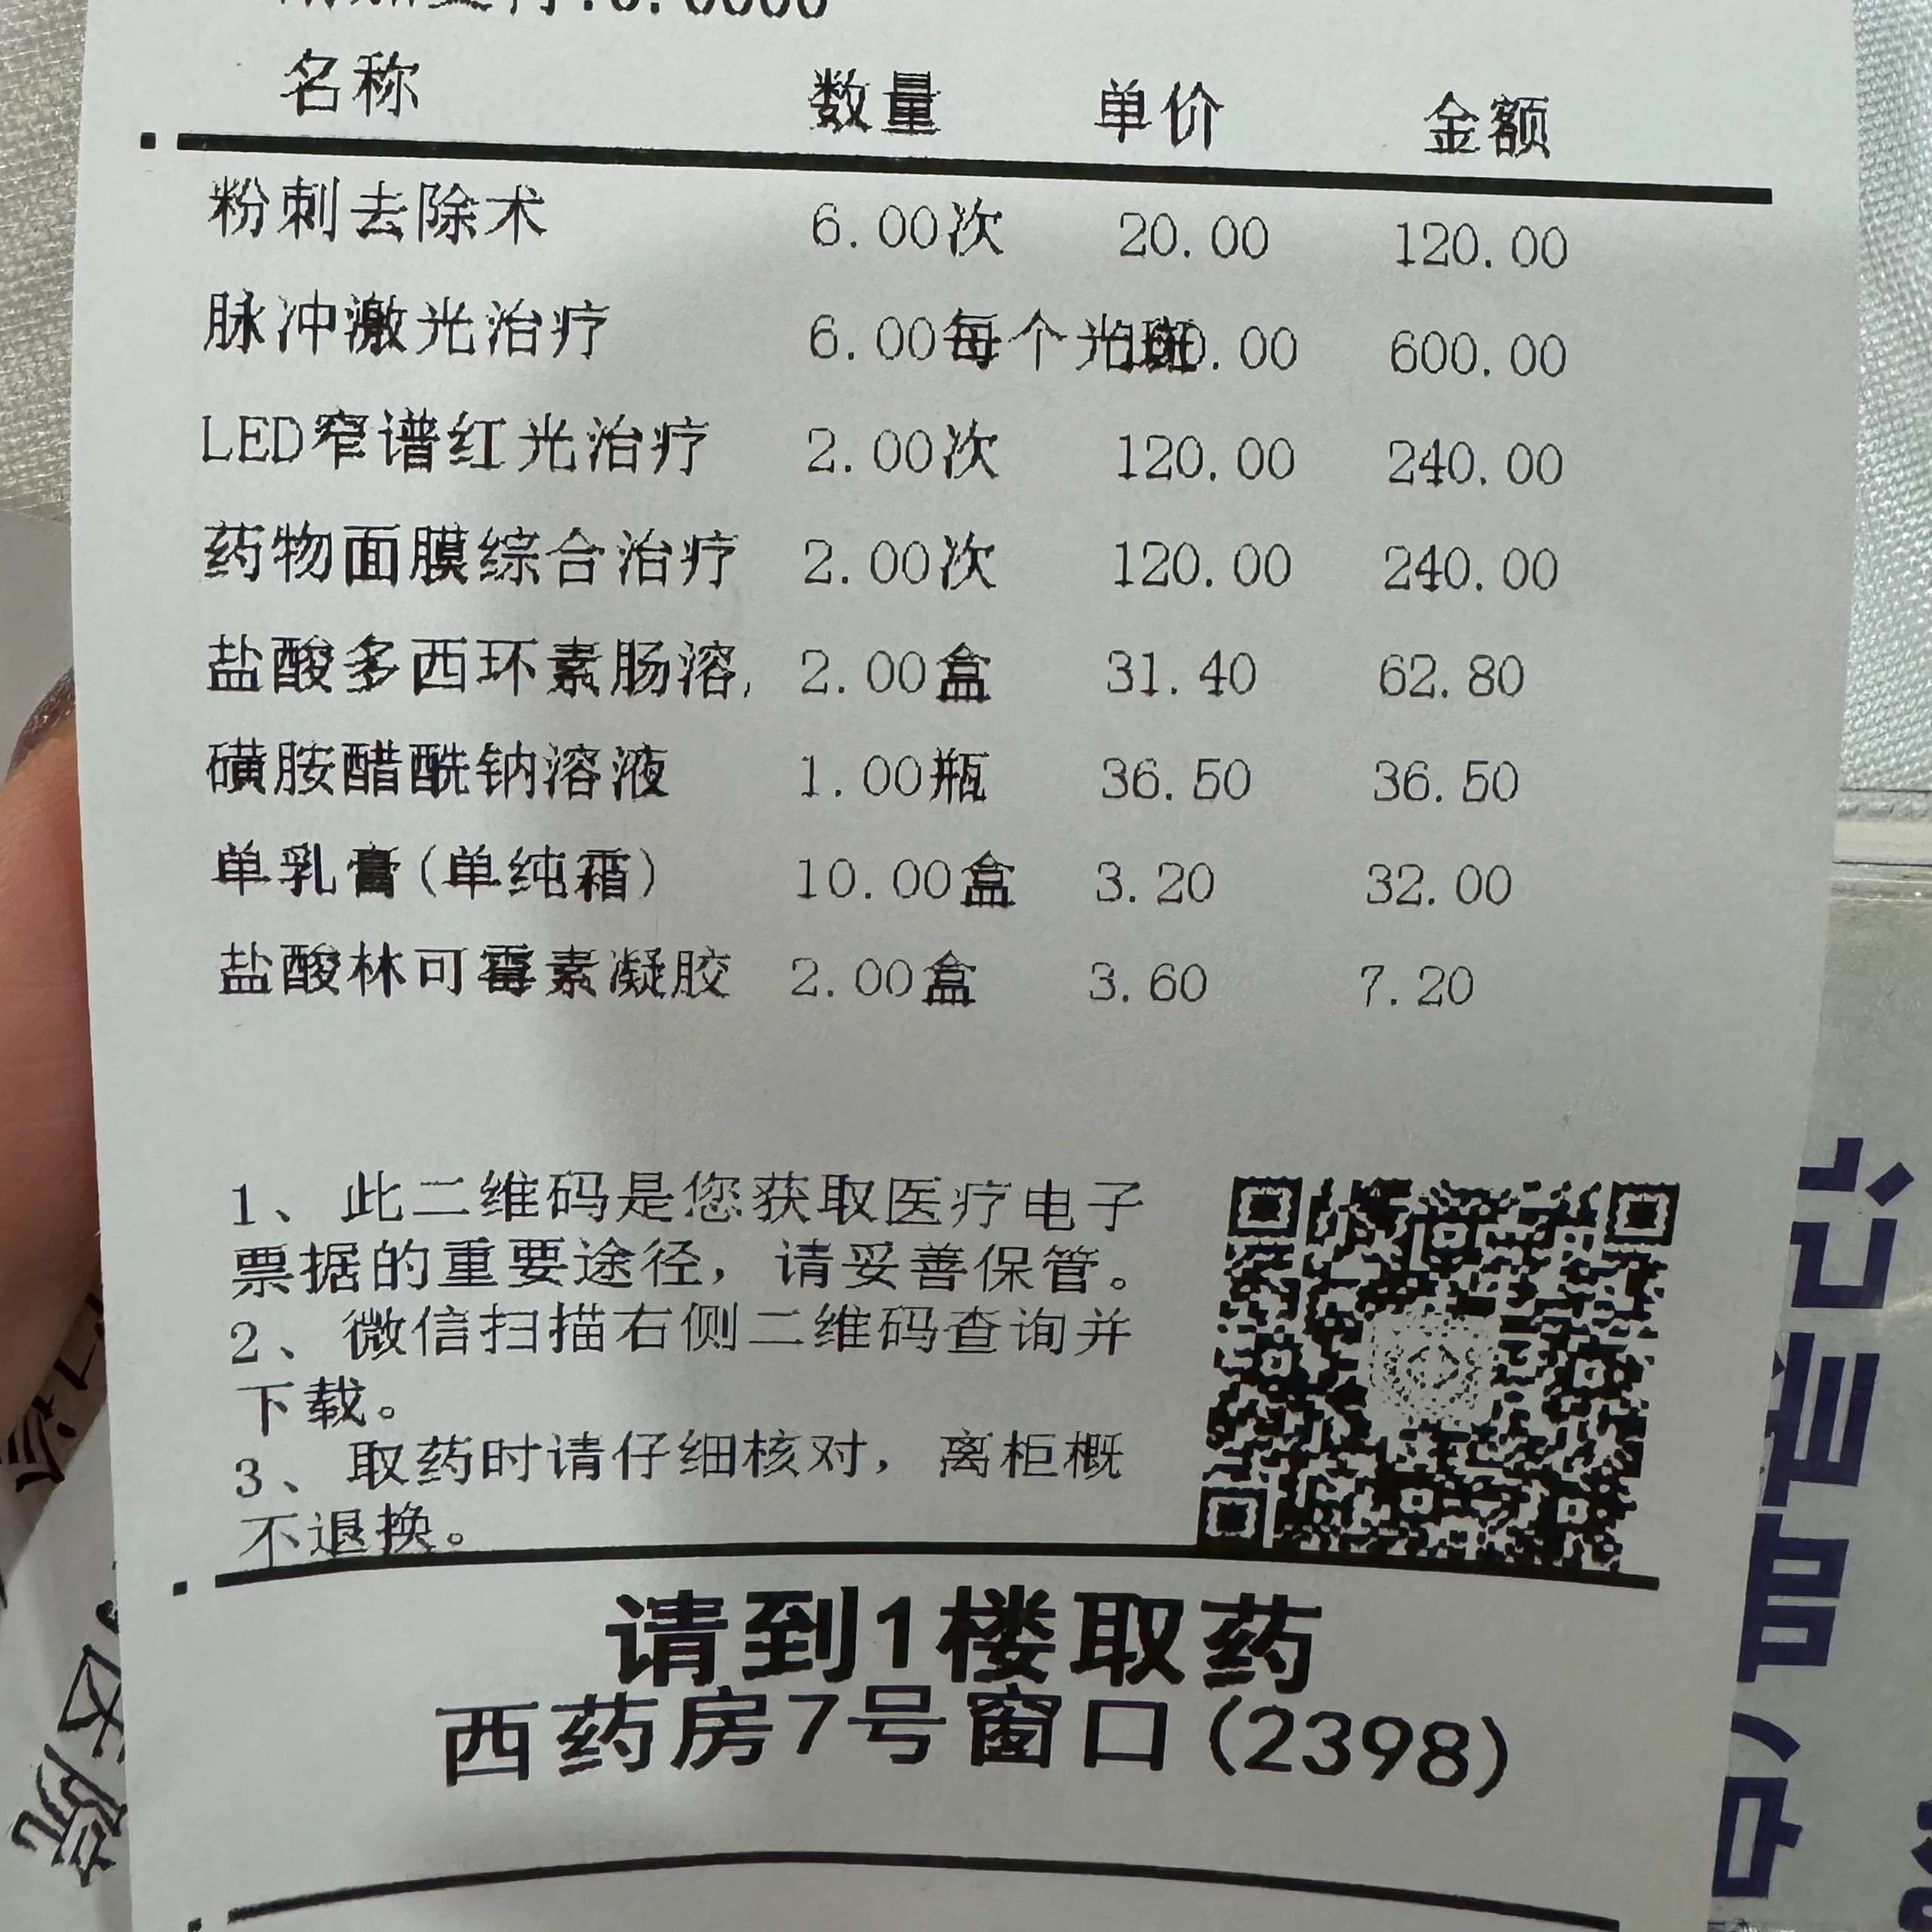 名称 数量 单价 金额
粉刺去除术 6.00次 20.00 120.00
脉冲激光治疗 6.00每个光斑 .00 600.00
LED窄谱红光治疗 2.00次 120.00 240.00
药物面膜综合治疗 2.00次 120.00 240.00
盐酸多西环素肠溶 2.00盒 31.40 62.80
磺胺醋酰钠溶液 1.00瓶 36.50 36.50
单乳膏(单纯霜) 10.00盒 3.20 32.00
盐酸林可霉素凝胶 2.00盒 3.60 7.20
1、此二维码是您获取医疗电子
票据的重要途径，请妥善保管。
2、微信扫描右侧二维码查询并
下载。
3、取药时请仔细核对，离柜概
不退换。
请到1楼取药
西药房7号窗口(2398)